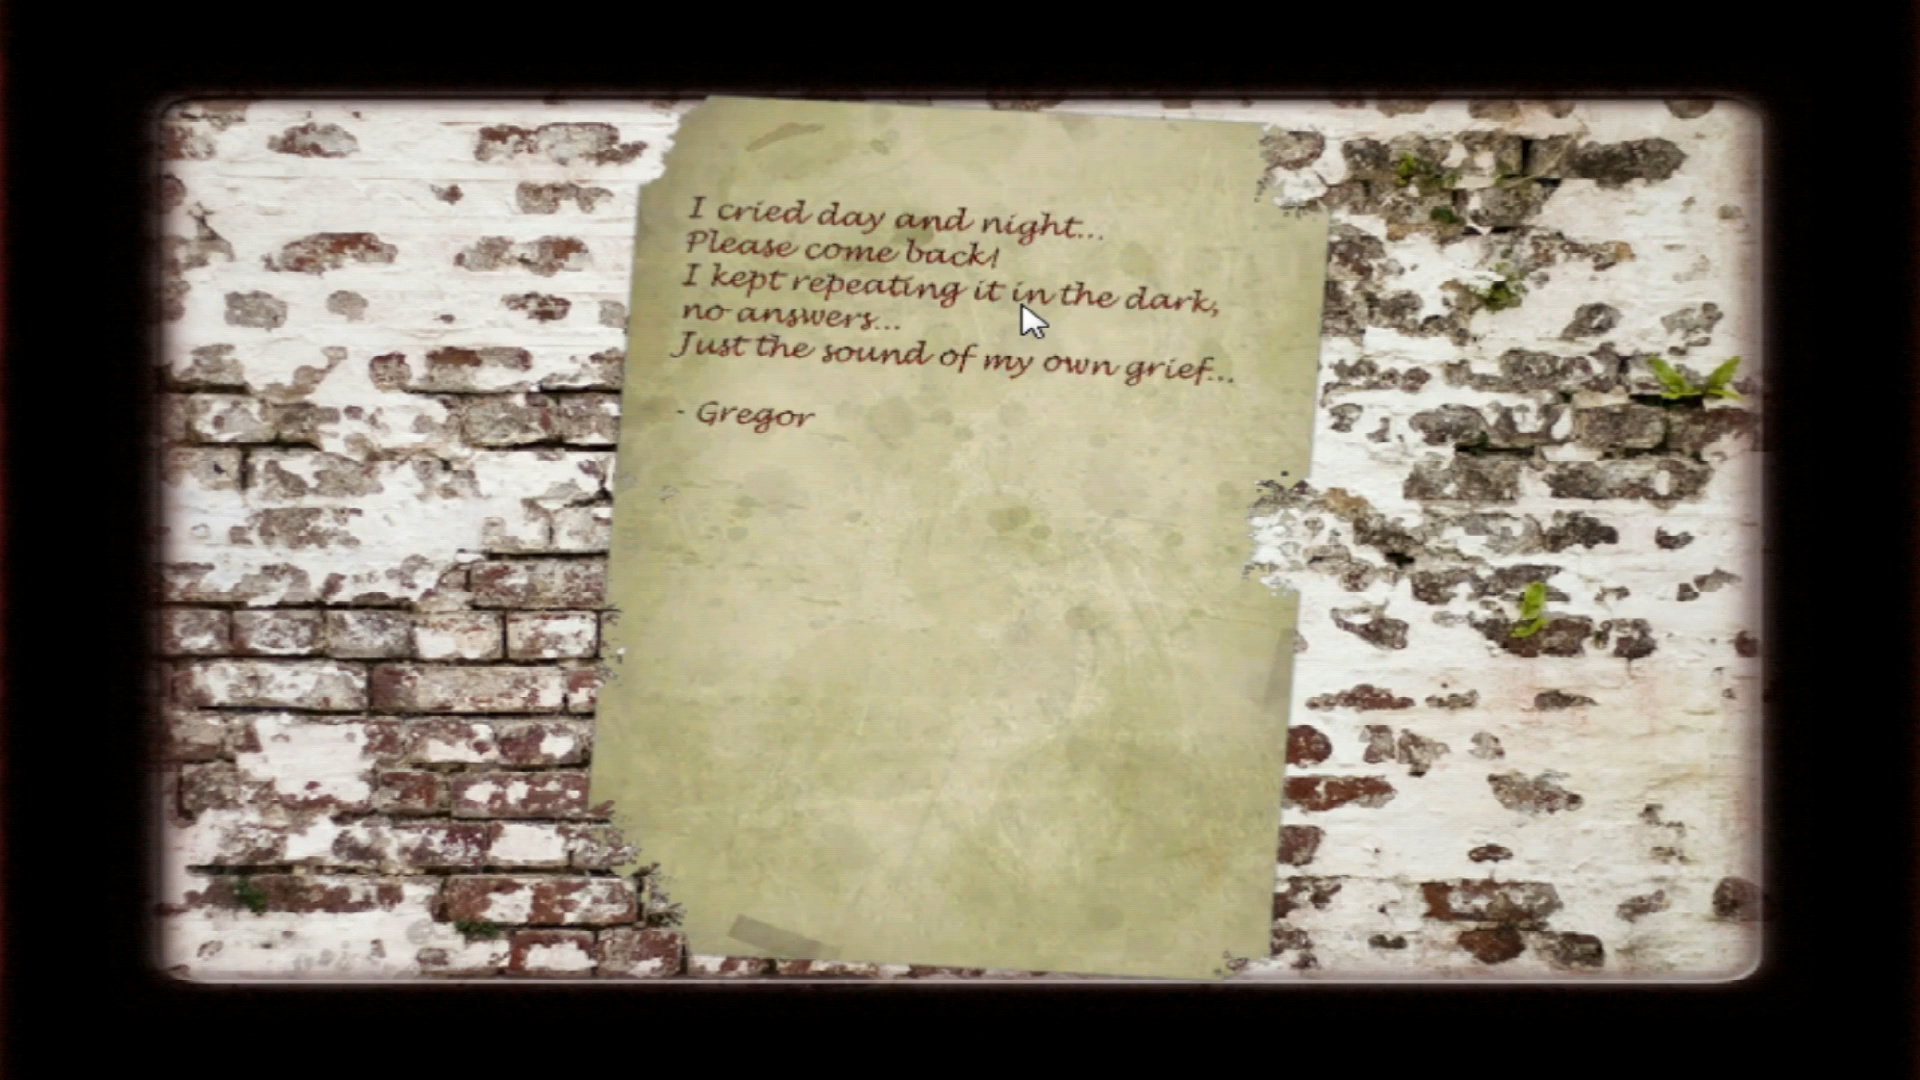 I cried day and night...
Please come back!
I kept repeating it in the dark,
no answers...
Just the sound of my own grief...
- Gregor